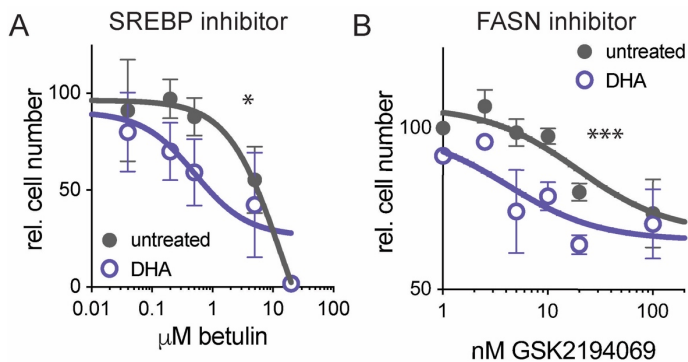 A SREBP inhibitor
rel. cell number
100
50
0
*
untreated
DHA
0.01 0.1 1 10 100
µM betulin
B FASN inhibitor
untreated
DHA
rel. cell number
100
50
***
1 10 100
nM GSK2194069